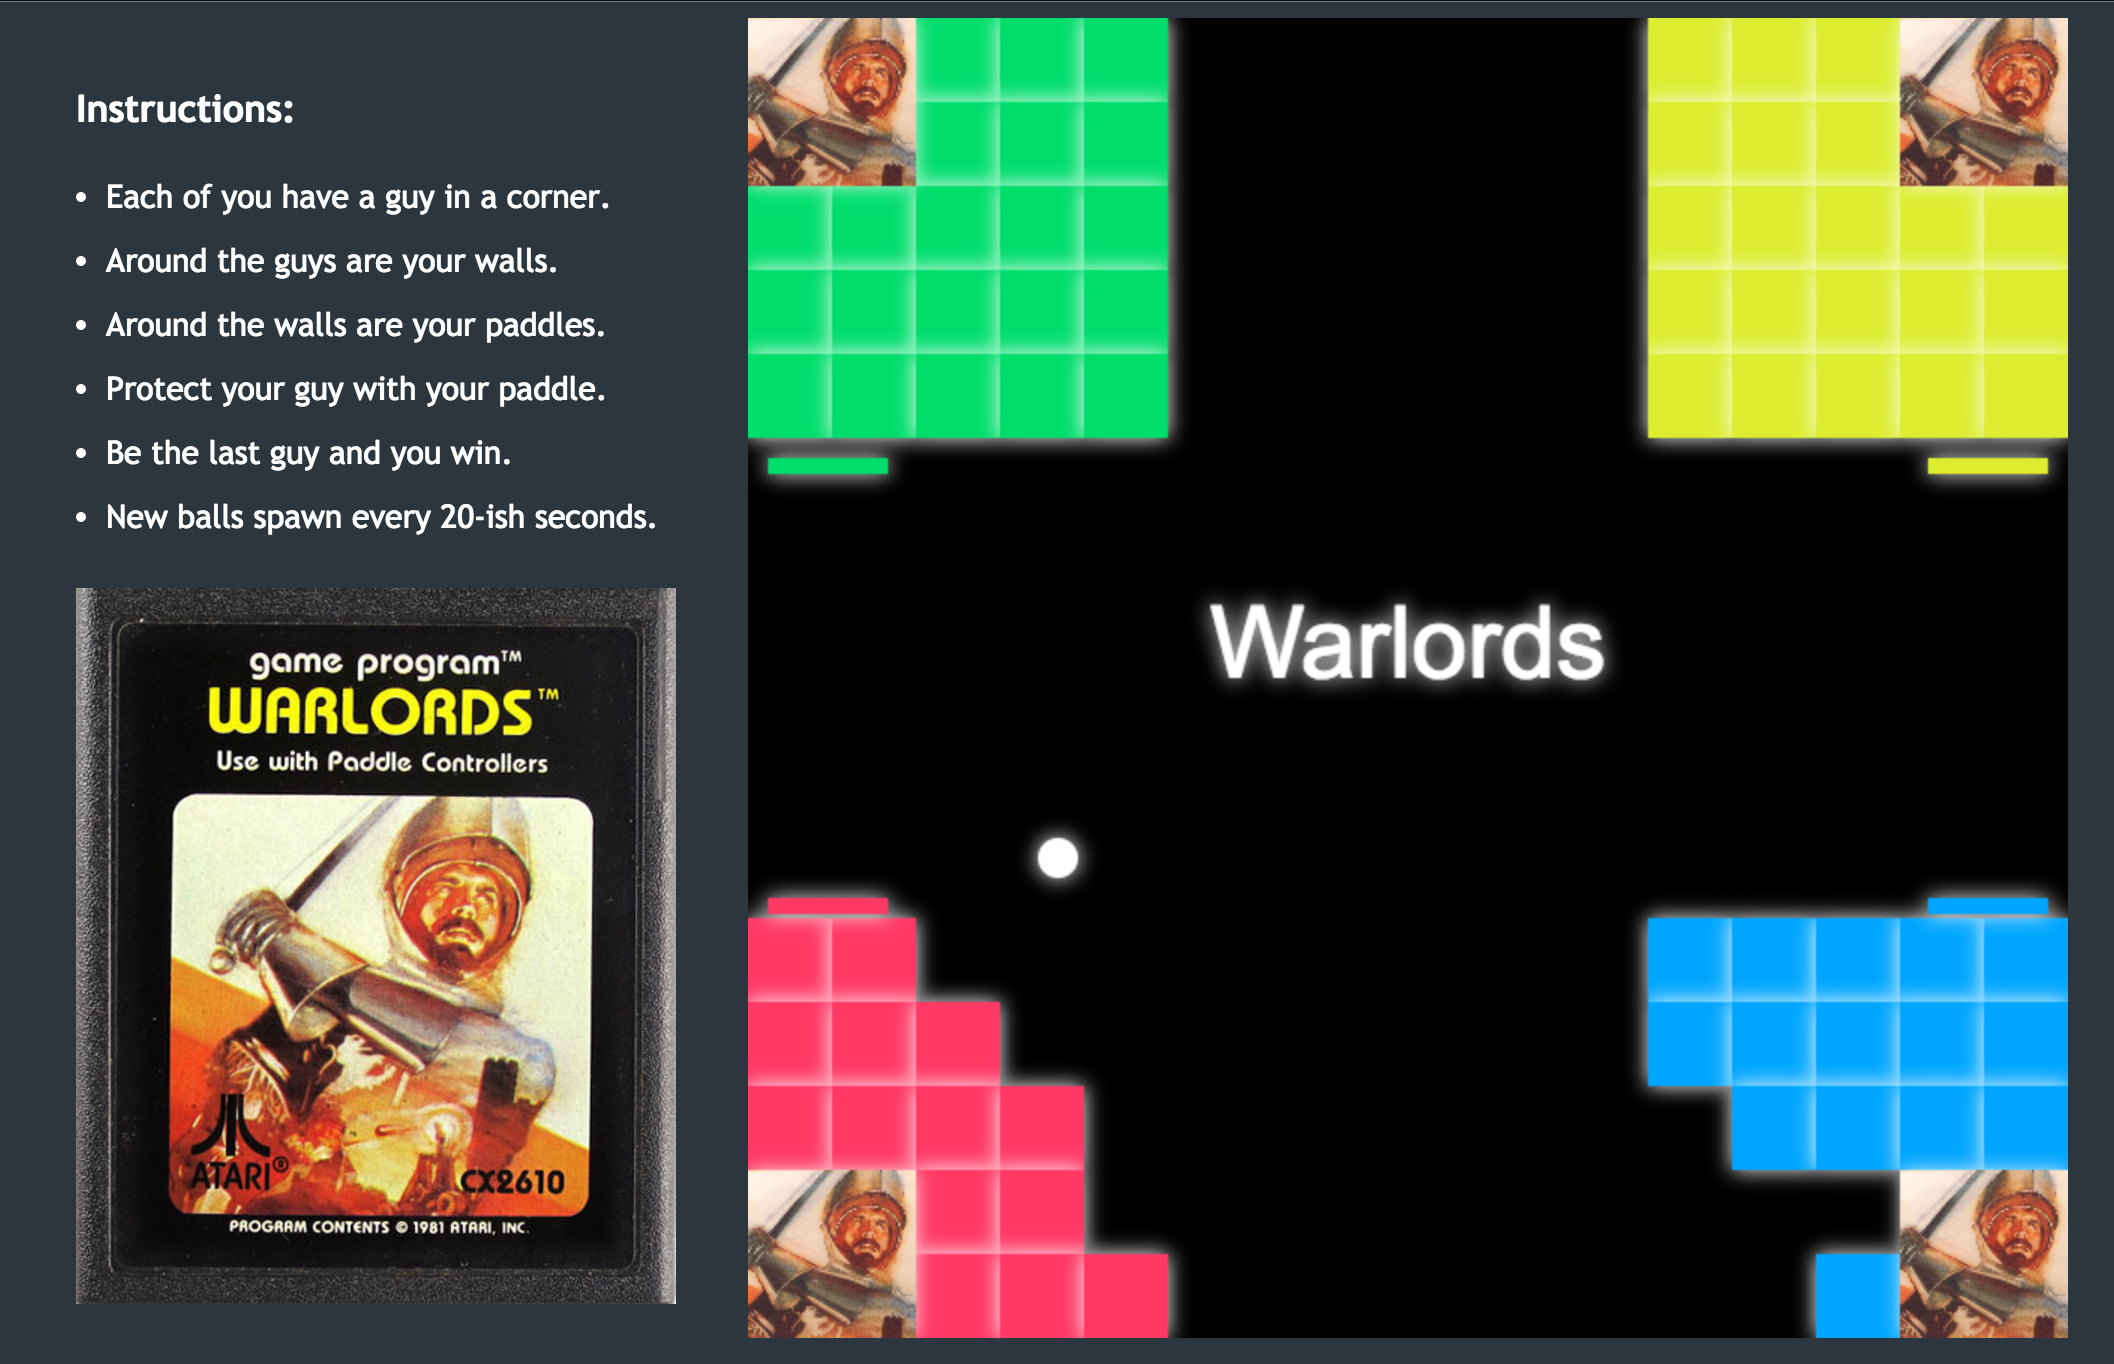 Instructions:
• Each of you have a guy in a corner.
• Around the guys are your walls.
• Around the walls are your paddles.
• Protect your guy with your paddle.
• Be the last guy and you win.
• New balls spawn every 20-ish seconds.
game program™
WARLORDS™
Use with Paddle Controllers
ATARI®
CX2610
PROGRAM CONTENTS © 1981 ATARI, INC.
Warlords